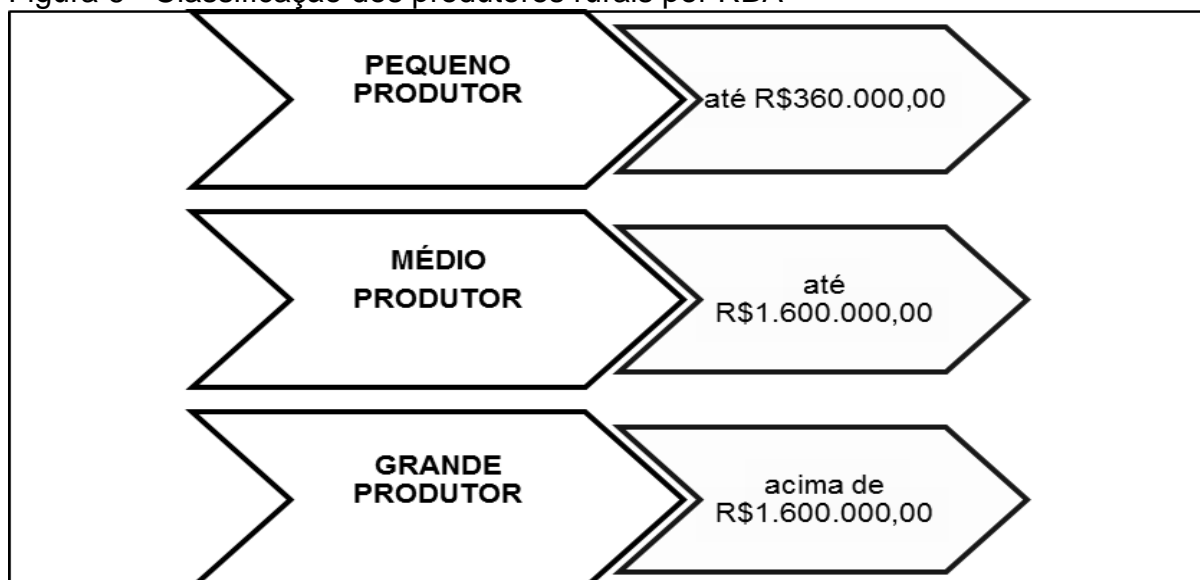 PEQUENO
PRODUTOR
até R$360.000,00
MÉDIO
PRODUTOR
até
R$1.600.000,00
GRANDE
PRODUTOR
acima de
R$1.600.000,00